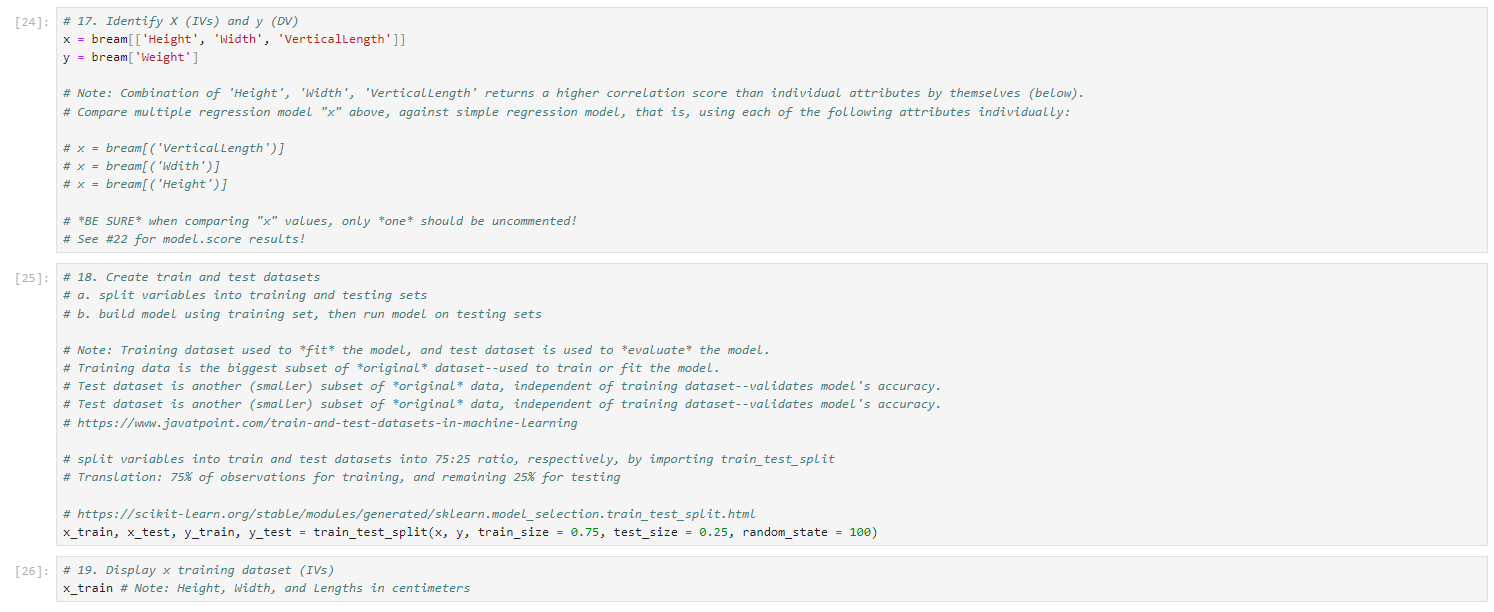 [24]: # 17. Identify X (IVs) and y (DV)
x = bream[['Height', 'Width', 'VerticalLength']]
y = bream['Weight']
# Note: Combination of 'Height', 'Width', 'VerticalLength' returns a higher correlation score than individual attributes by themselves (below).
# Compare multiple regression model "x" above, against simple regression model, that is, using each of the following attributes individually:
# x = bream[('VerticalLength')]
# x = bream[('Wdith')]
# x = bream[('Height')]
# *BE SURE* when comparing "x" values, only *one* should be uncommented!
# See #22 for model.score results!
[25]: # 18. Create train and test datasets
# a. split variables into training and testing sets
# b. build model using training set, then run model on testing sets
# Note: Training dataset used to *fit* the model, and test dataset is used to *evaluate* the model.
# Training data is the biggest subset of *original* dataset--used to train or fit the model.
# Test dataset is another (smaller) subset of *original* data, independent of training dataset--validates model's accuracy.
# Test dataset is another (smaller) subset of *original* data, independent of training dataset--validates model's accuracy.
# https://www.javatpoint.com/train-and-test-datasets-in-machine-learning
# split variables into train and test datasets into 75:25 ratio, respectively, by importing train_test_split
# Translation: 75% of observations for training, and remaining 25% for testing
# https://scikit-learn.org/stable/modules/generated/sklearn.model_selection.train_test_split.html
x_train, x_test, y_train, y_test = train_test_split(x, y, train_size = 0.75, test_size = 0.25, random_state = 100)
[26]: # 19. Display x training dataset (IVs)
x_train # Note: Height, Width, and Lengths in centimeters